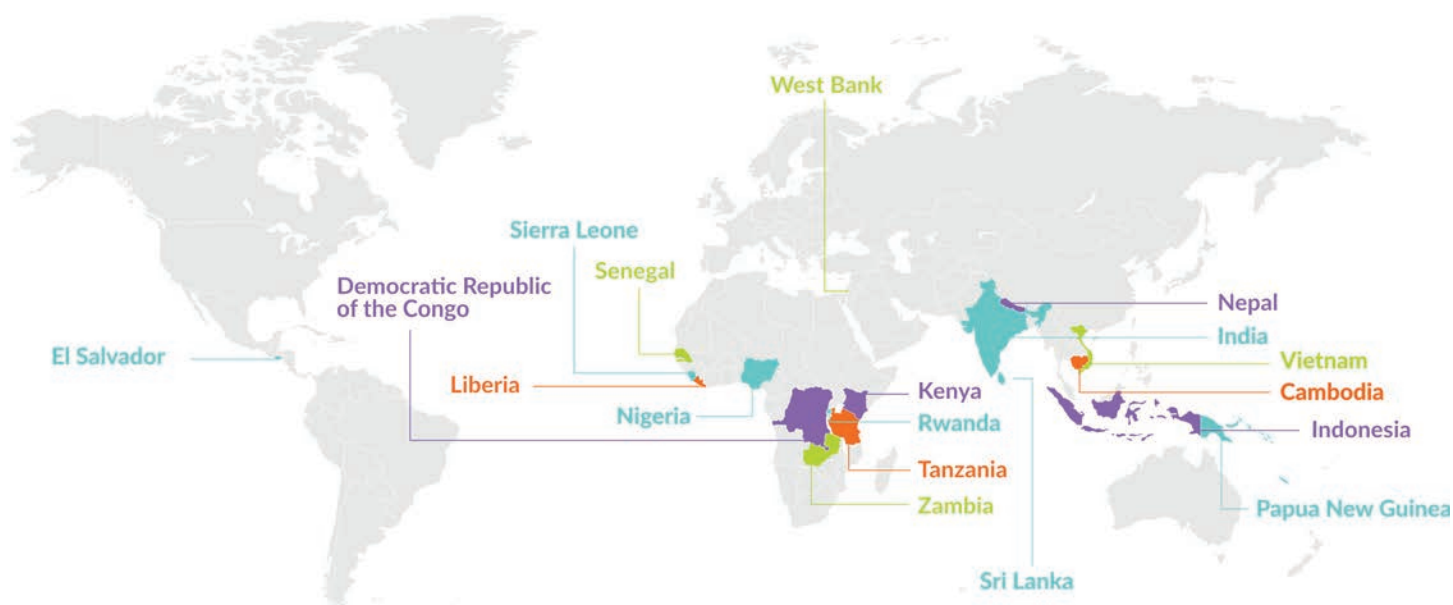 West Bank
Sierra Leone
Senegal
Democratic Republic
of the Congo
Nepal
India
El Salvador
Vietnam
Liberia
Kenya
Cambodia
Nigeria
Rwanda
Indonesia
Tanzania
Zambia
Papua New Guinea
Sri Lanka